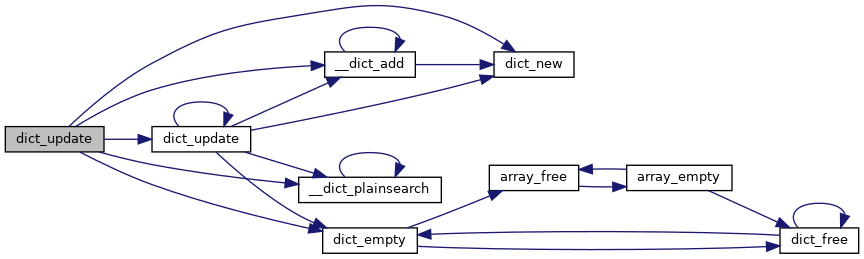 dict_update
dict_update
__dict_add
dict_new
__dict_plainsearch
dict_empty
array_free
array_empty
dict_free